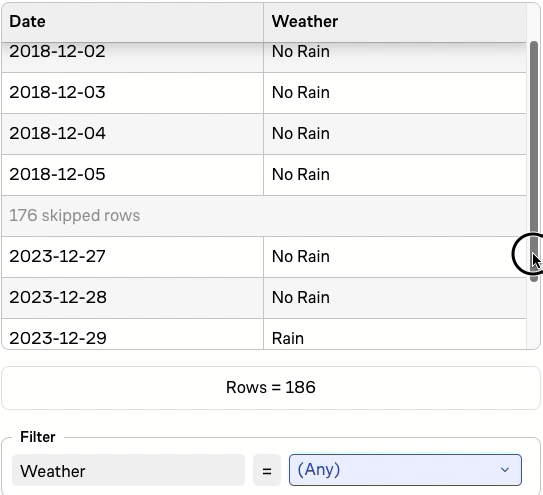 Date Weather
2018-12-02 No Rain
2018-12-03 No Rain
2018-12-04 No Rain
2018-12-05 No Rain
176 skipped rows
2023-12-27 No Rain
2023-12-28 No Rain
2023-12-29 Rain
Rows = 186
Filter
Weather = (Any)